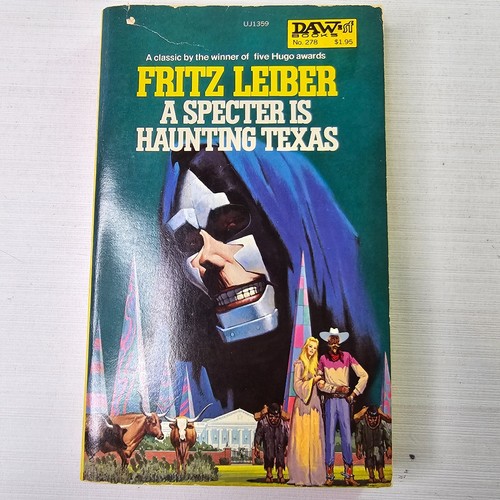 UJ1359
DAW=sf
BOOKS
No. 278 $1.95
A classic by the winner of five Hugo awards
FRITZ LEIBER
A SPECTER IS
HAUNTING TEXAS